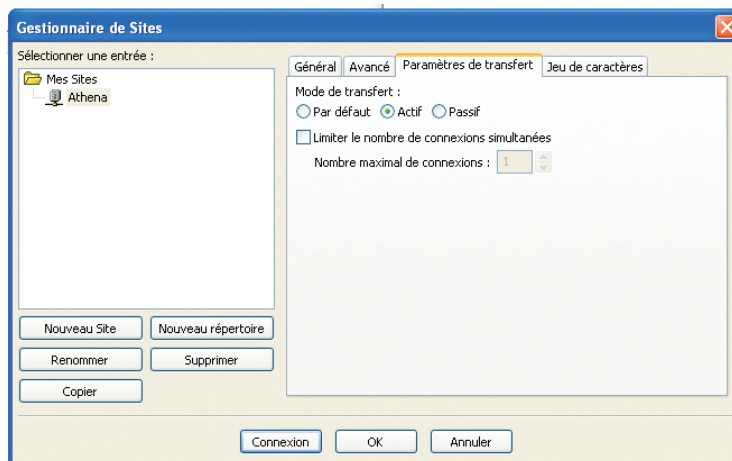 Gestionnaire de Sites
Sélectionner une entrée :
Mes Sites
Athena
Nouveau Site
Nouveau répertoire
Renommer
Supprimer
Copier
Général
Avancé
Paramètres de transfert
Jeu de caractères
Mode de transfert :
Par défaut
Actif
Passif
Limiter le nombre de connexions simultanées
Nombre maximal de connexions : 1
Connexion
OK
Annuler